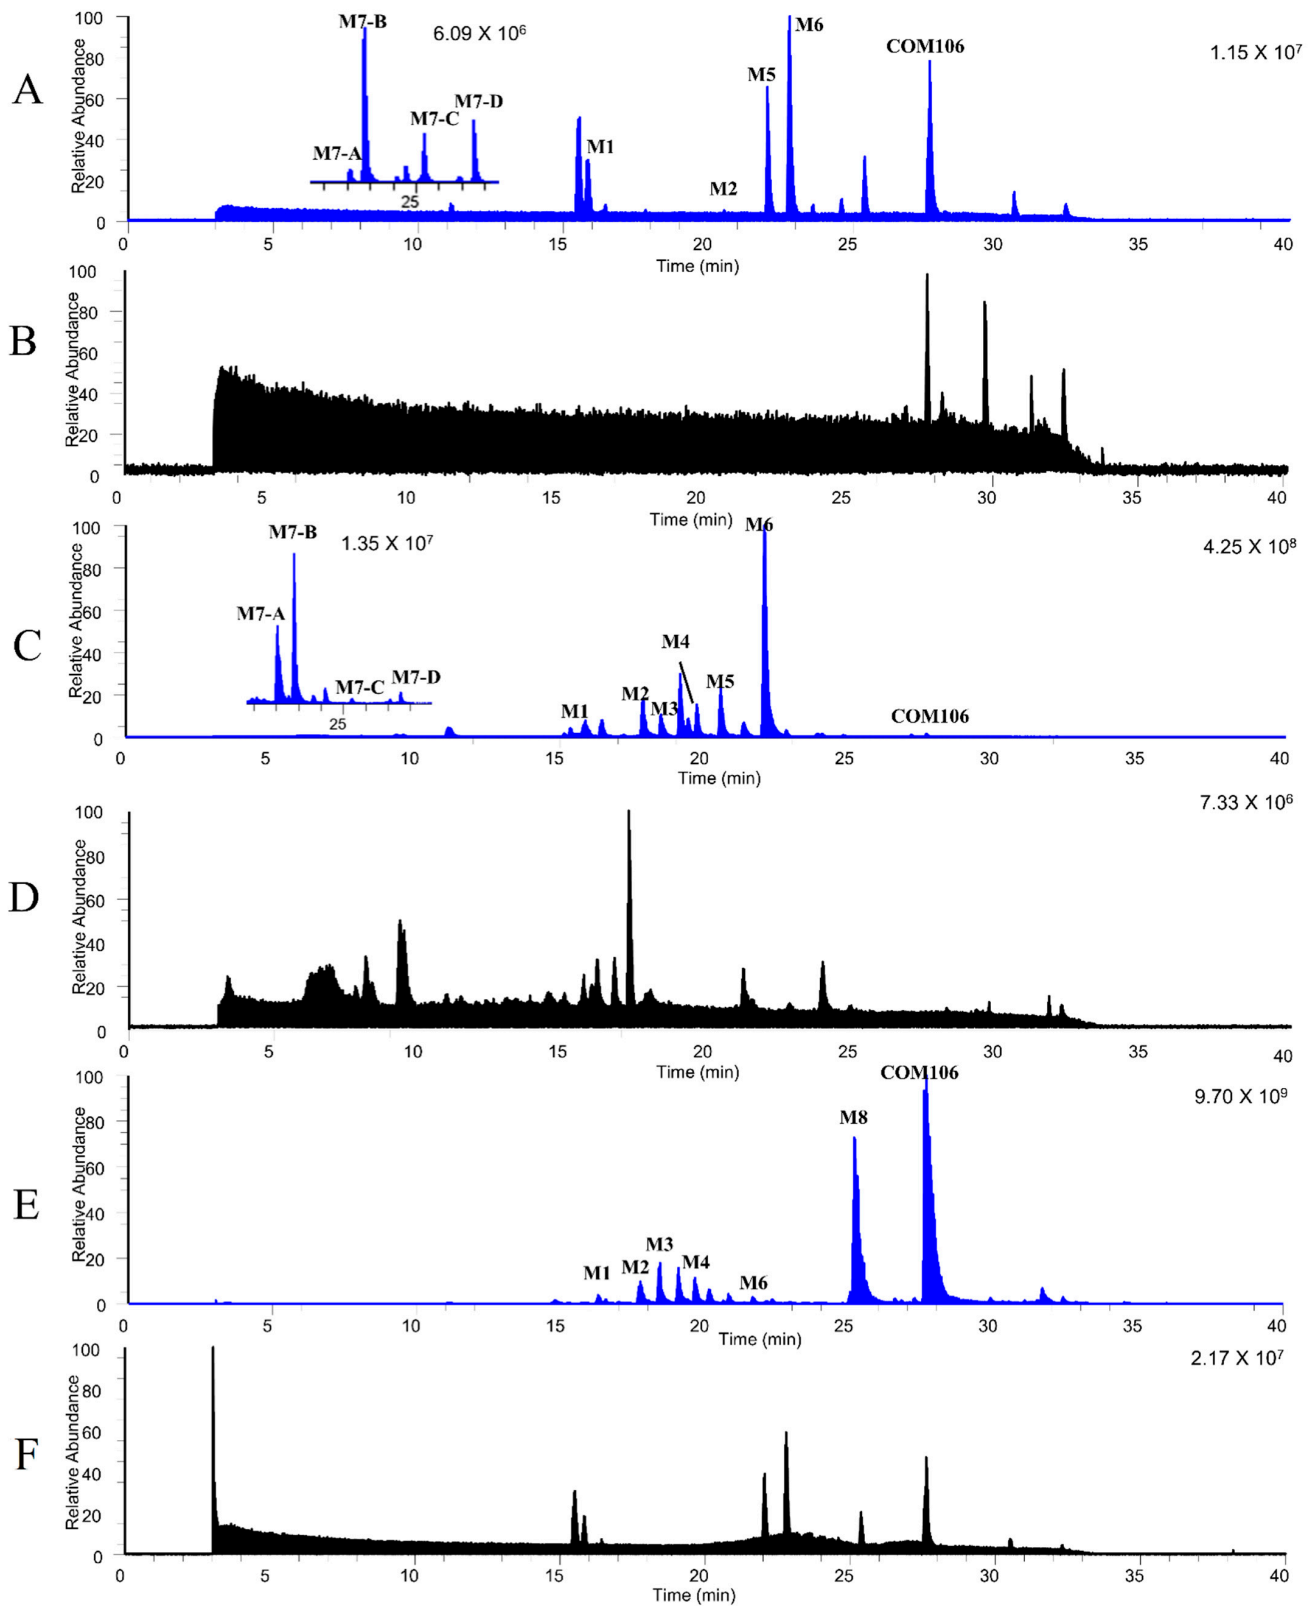 A
Relative Abundance
100
80
60
40
20
0
M7-B
6.09 X 10⁶
M7-A
M7-C
M7-D
25
M1
M2
M5
M6
COM106
1.15 X 10⁷
0 5 10 15 20 25 30 35 40
Time (min)
B
Relative Abundance
100
80
60
40
20
0
0 5 10 15 20 25 30 35 40
Time (min)
C
Relative Abundance
100
80
60
40
20
0
M7-B
1.35 X 10⁷
M7-A
M7-C
M7-D
25
M1
M2
M3
M4
M5
M6
COM106
4.25 X 10⁸
0 5 10 15 20 25 30 35 40
Time (min)
D
Relative Abundance
100
80
60
40
20
0
7.33 X 10⁶
0 5 10 15 20 25 30 35 40
Time (min)
E
Relative Abundance
100
80
60
40
20
0
M1
M2
M3
M4
M6
M8
COM106
9.70 X 10⁹
0 5 10 15 20 25 30 35 40
Time (min)
F
Relative Abundance
100
80
60
40
20
0
2.17 X 10⁷
0 5 10 15 20 25 30 35 40
Time (min)